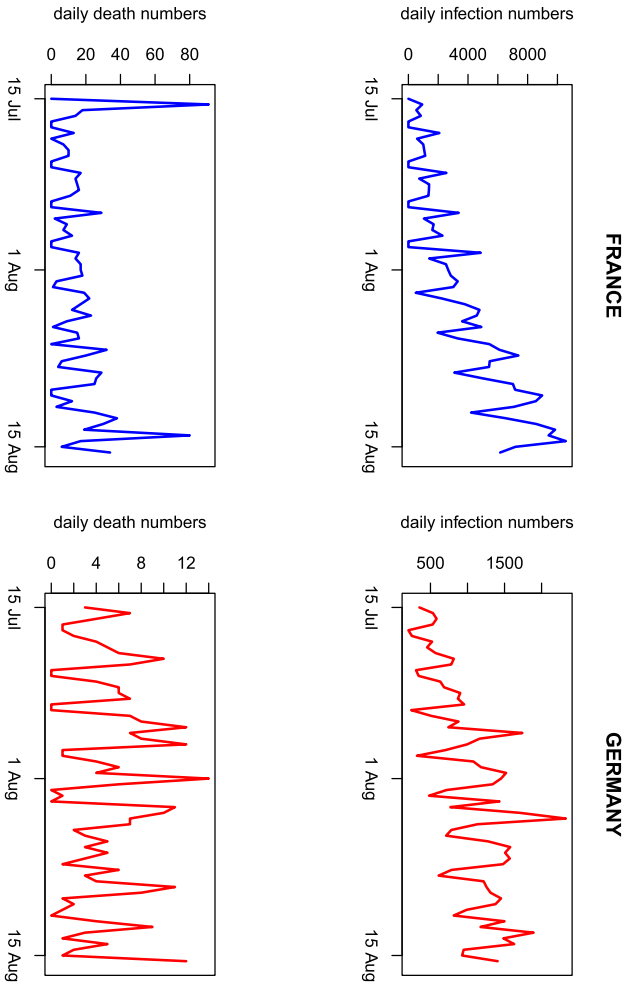 FRANCE
daily infection numbers
0 4000 8000
15 Jul 1 Aug 15 Aug
daily death numbers
0 20 40 60 80
15 Jul 1 Aug 15 Aug
GERMANY
daily infection numbers
500 1500
15 Jul 1 Aug 15 Aug
daily death numbers
0 4 8 12
15 Jul 1 Aug 15 Aug